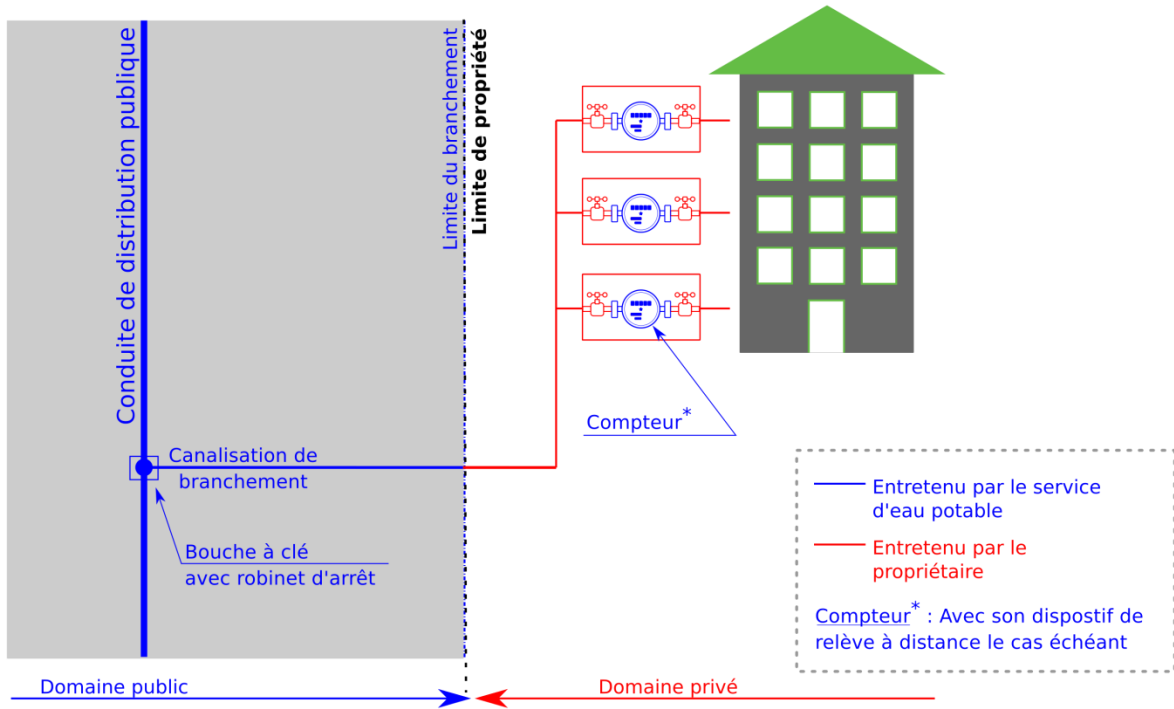 Conduite de distribution publique
Limite du branchement
Limite de propriété
Compteur*
Canalisation de
branchement
Bouche à clé
avec robinet d'arrêt
Entretenu par le service
d'eau potable
Entretenu par le
propriétaire
Compteur* : Avec son dispostif de
relève à distance le cas échéant
Domaine public
Domaine privé